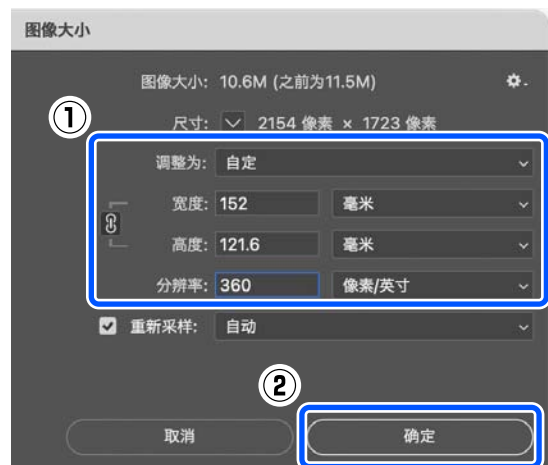 图像大小
图像大小: 10.6M (之前为11.5M)
①
尺寸: 2154 像素 × 1723 像素
调整为: 自定
宽度: 152 毫米
高度: 121.6 毫米
分辨率: 360 像素/英寸
重新采样: 自动
②
取消 确定